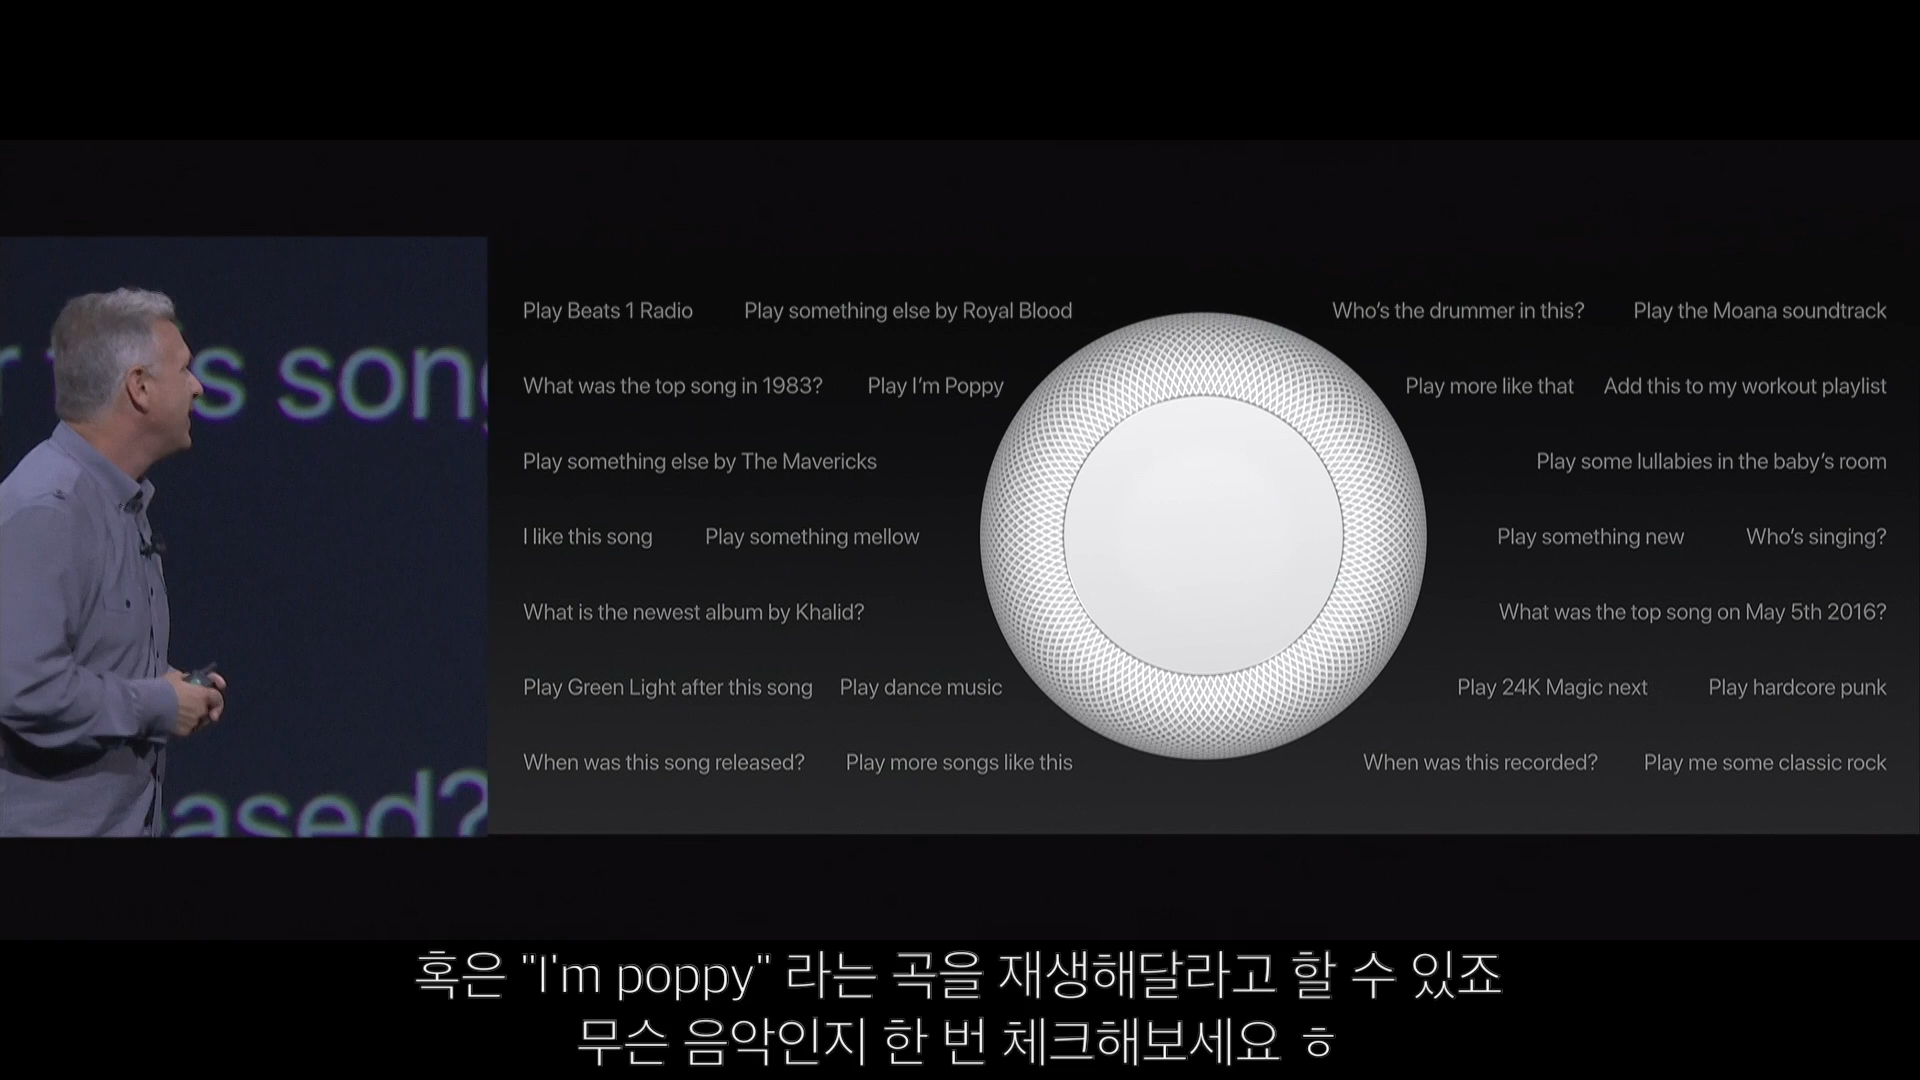 r this song
ased?
Play Beats 1 Radio Play something else by Royal Blood Who's the drummer in this? Play the Moana soundtrack
What was the top song in 1983? Play I'm Poppy Play more like that Add this to my workout playlist
Play something else by The Mavericks Play some lullabies in the baby's room
I like this song Play something mellow Play something new Who's singing?
What is the newest album by Khalid? What was the top song on May 5th 2016?
Play Green Light after this song Play dance music Play 24K Magic next Play hardcore punk
When was this song released? Play more songs like this When was this recorded? Play me some classic rock
혹은 "I'm poppy" 라는 곡을 재생해달라고 할 수 있죠
무슨 음악인지 한 번 체크해보세요 ㅎ